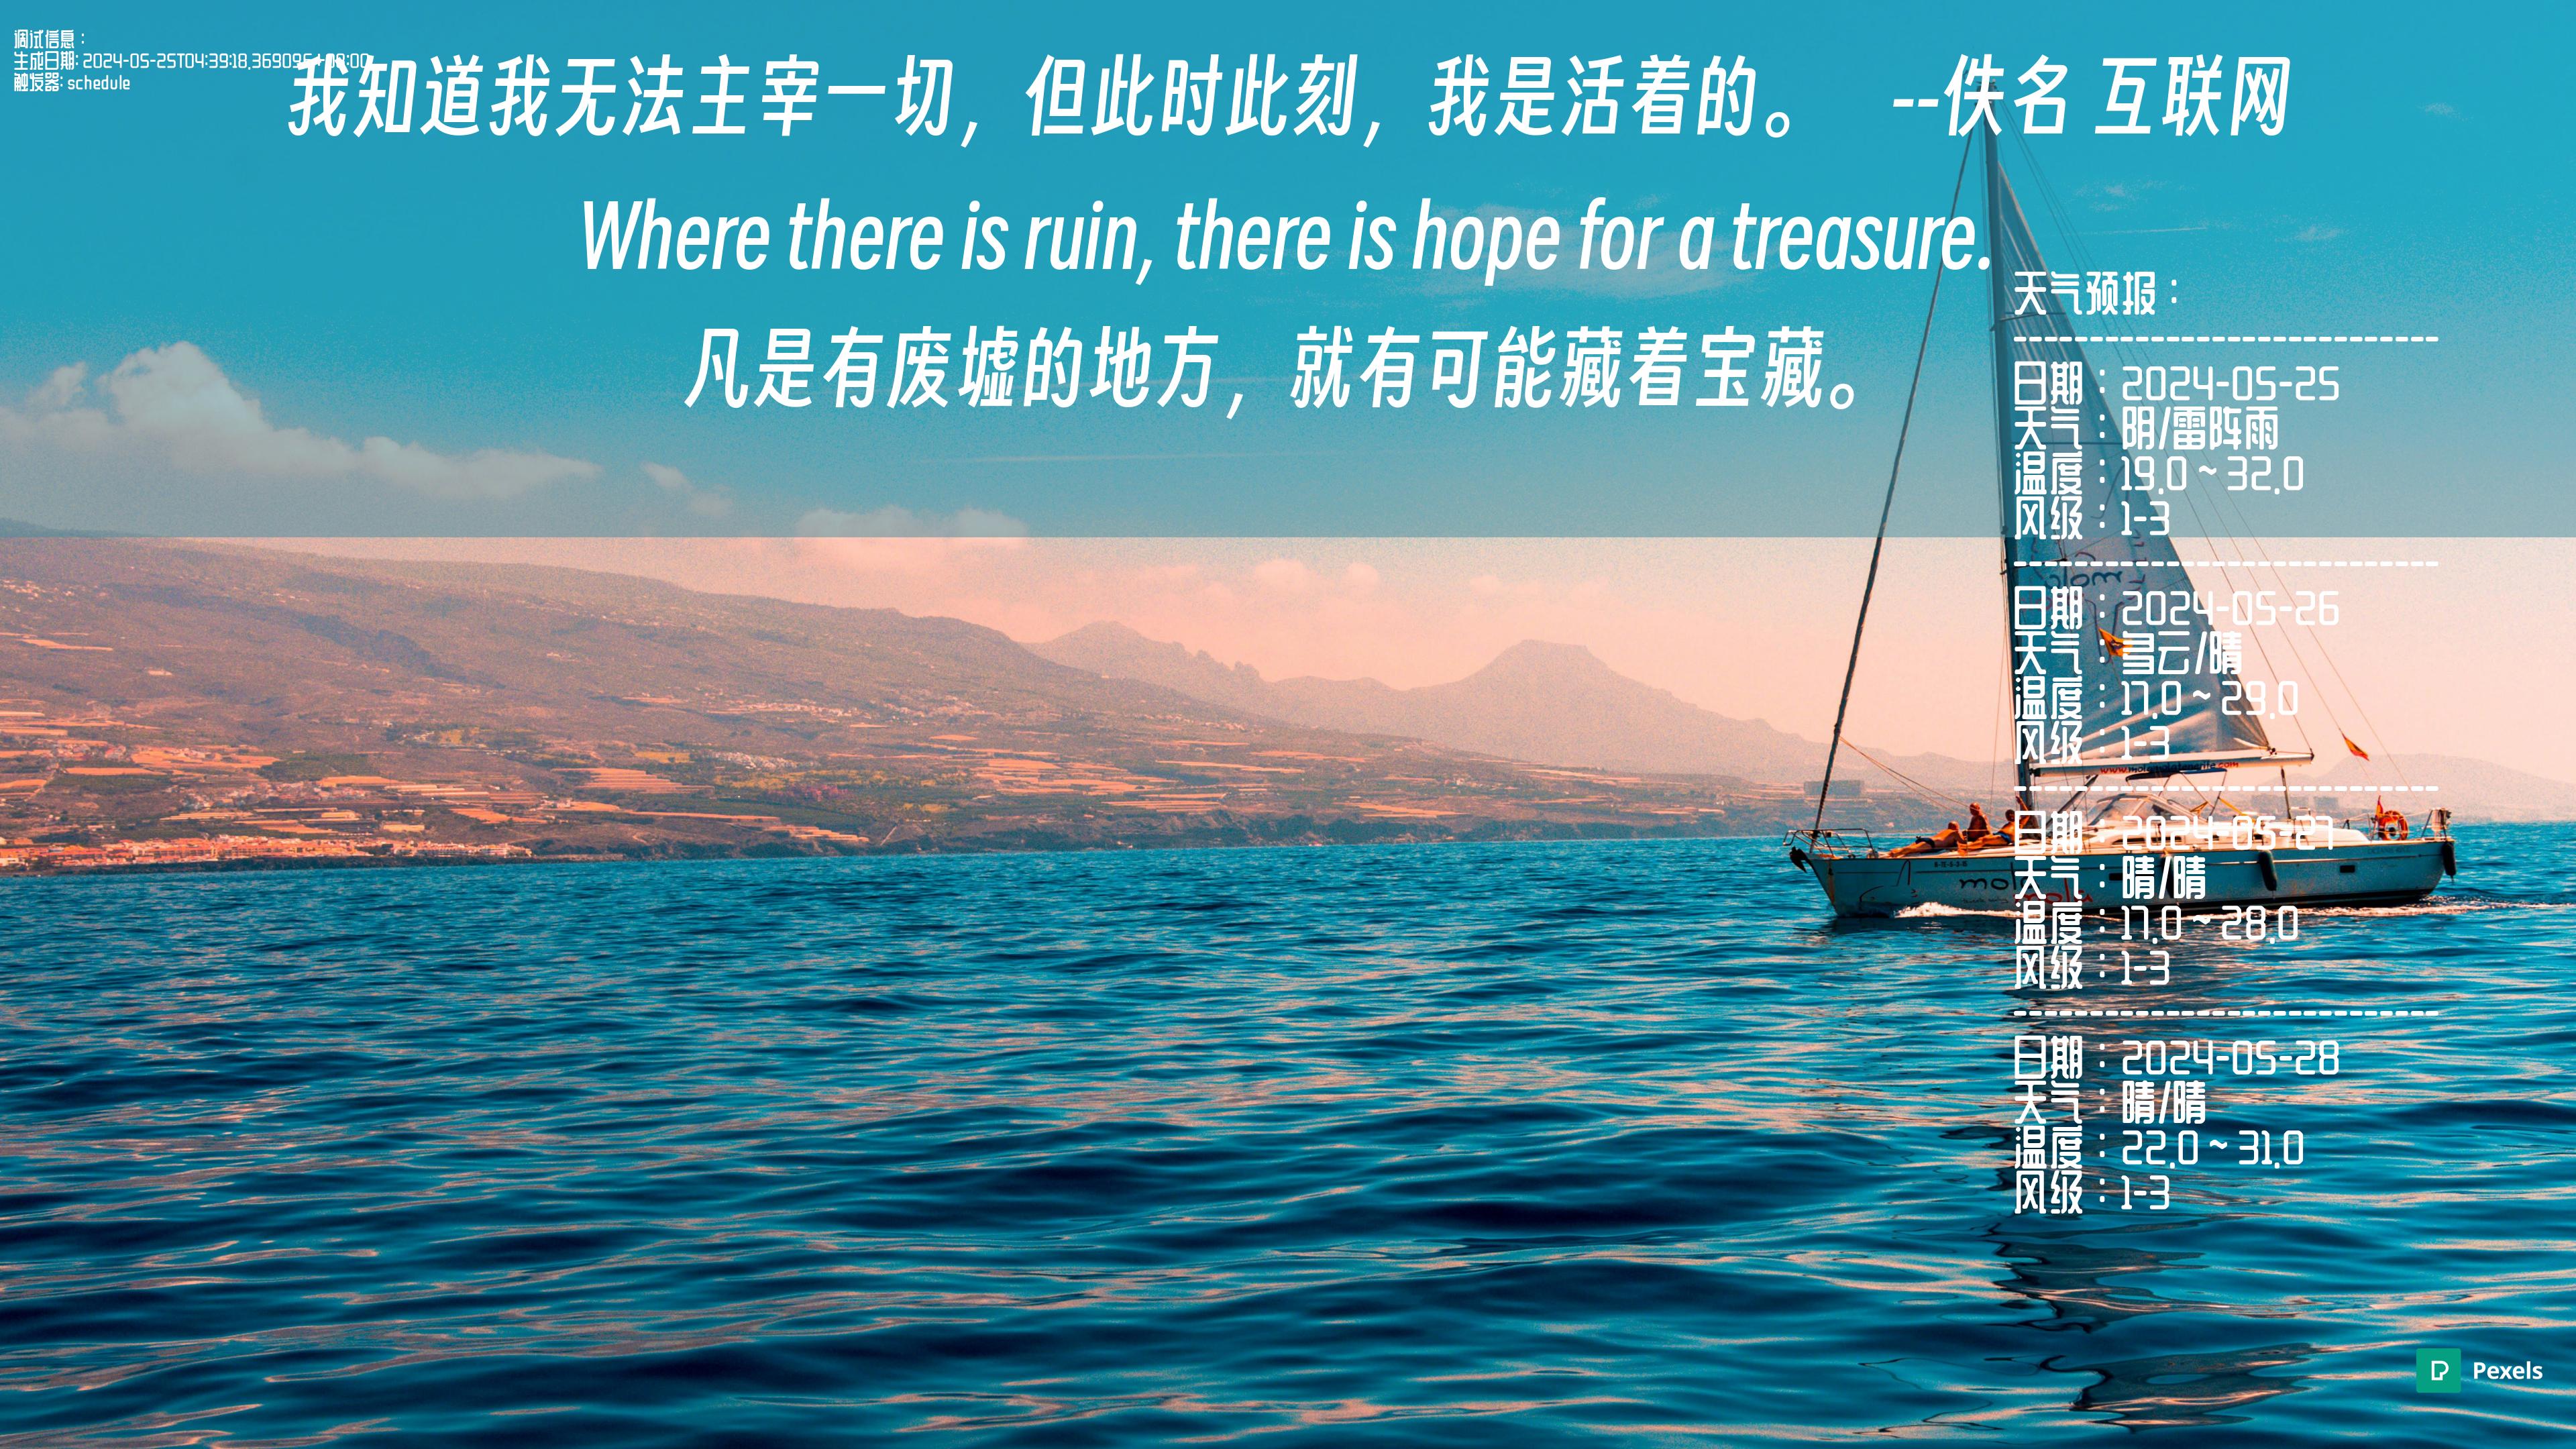 调试信息：
生成日期: 2024-05-25T04:39:18.369096+08:00
触发器: schedule
我知道我无法主宰一切，但此时此刻，我是活着的。 --佚名 互联网
Where there is ruin, there is hope for a treasure.
凡是有废墟的地方，就有可能藏着宝藏。
天气预报：
------------------------------
日期：2024-05-25
天气：阴/雷阵雨
温度：19.0 ~ 32.0
风级：1-3
------------------------------
日期：2024-05-26
天气：多云/晴
温度：17.0 ~ 29.0
风级：1-3
------------------------------
日期：2024-05-27
天气：晴/晴
温度：17.0 ~ 28.0
风级：1-3
------------------------------
日期：2024-05-28
天气：晴/晴
温度：22.0 ~ 31.0
风级：1-3
Pexels